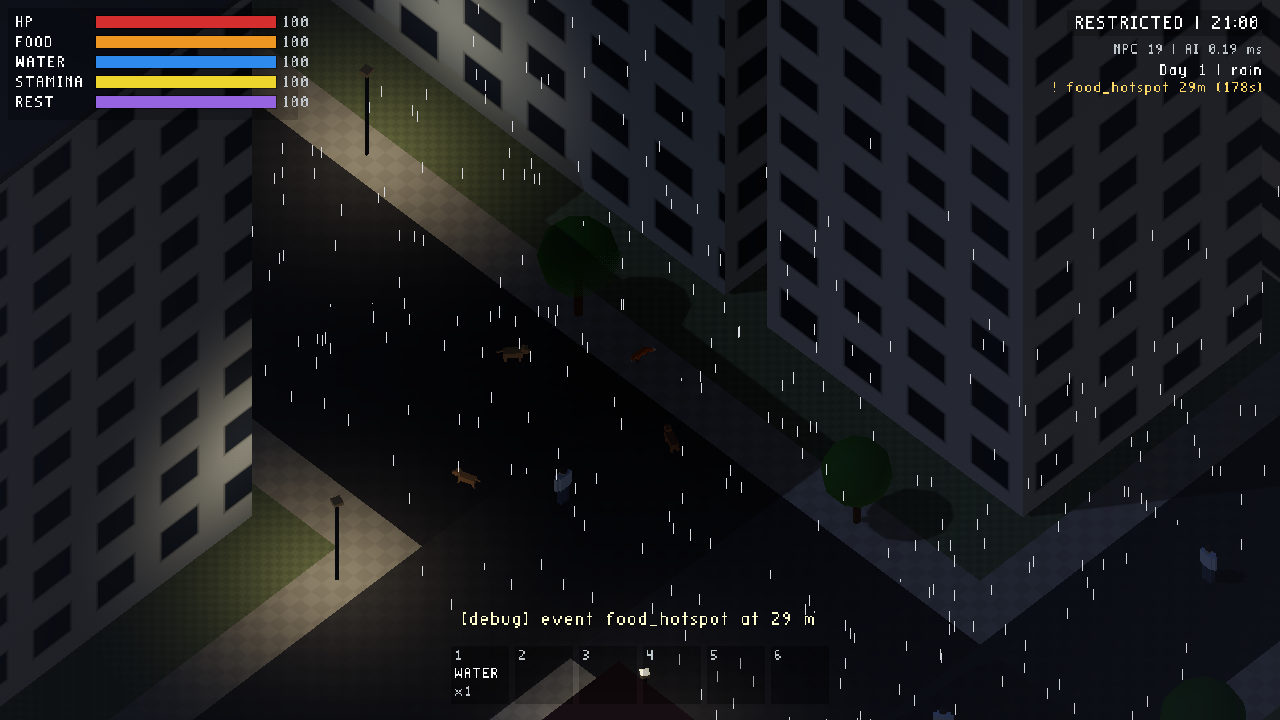 HP 100
FOOD 100
WATER 100
STAMINA 100
REST 100
RESTRICTED | 21:00
NPC 19 | AI 0.19 ms
Day 1 | rain
! food_hotspot 29m (178s)
[debug] event food_hotspot at 29 m
1 2 3 4 5 6
WATER
x1